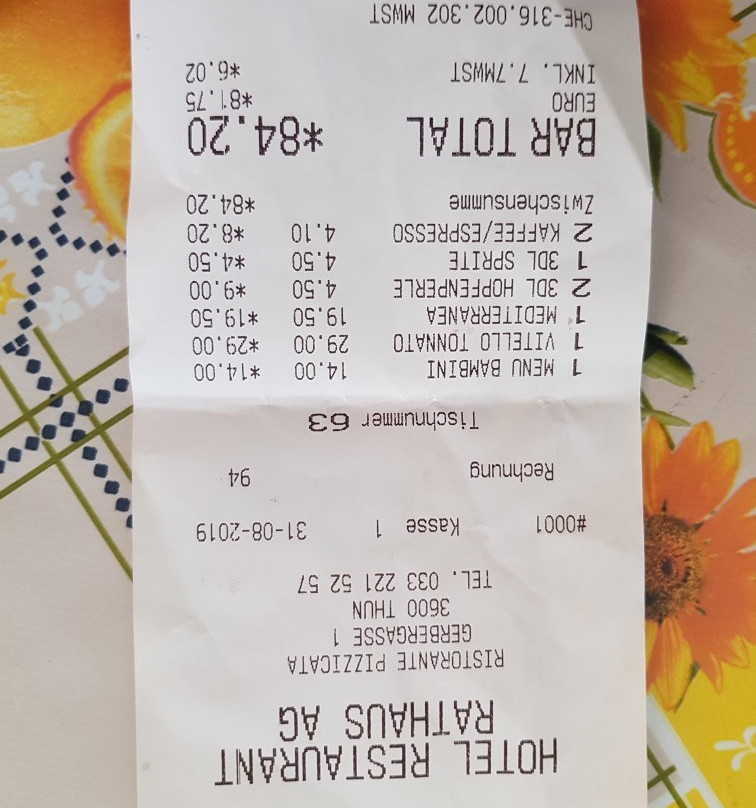 HOTEL RESTAURANT
RATHAUS AG
RISTORANTE PIZZICATA
GERBERGASSE 1
3600 THUN
TEL. 033 221 52 57
#0001 Kasse 1 31-08-2019
Rechnung 94
Tischnummer 63
1 MENU BAMBINI 14.00 *14.00
1 VITELLO TONNATO 29.00 *29.00
1 MEDITERRANEA 19.50 *19.50
2 3DL HOPFENPERLE 4.50 *9.00
1 3DL SPRITE 4.50 *4.50
2 KAFFEE/ESPRESSO 4.10 *8.20
Zwischensumme *84.20
BAR TOTAL *84.20
EURO *81.75
INKL. 7.7MWST *6.02
CHE-316.002.302 MWST